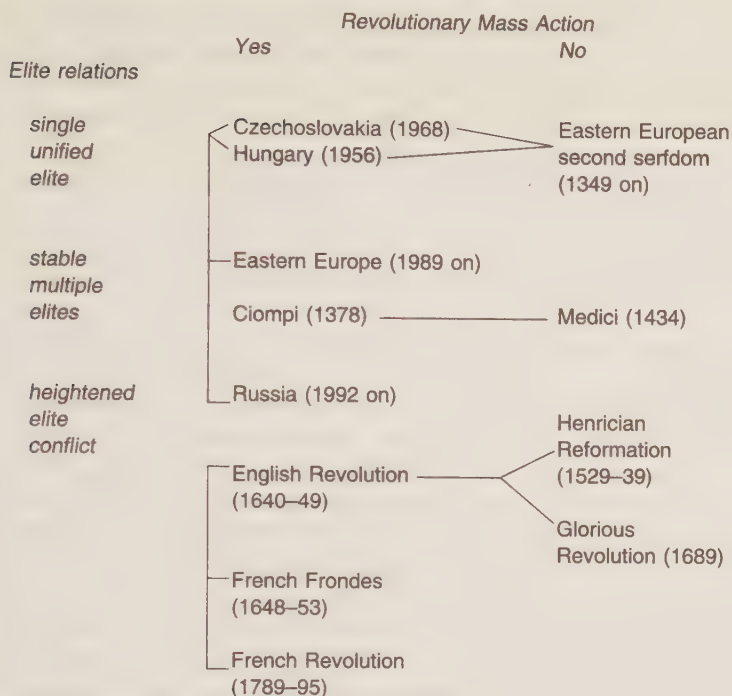 Revolutionary Mass Action
Yes No
Elite relations
single Czechoslovakia (1968) Eastern European
unified Hungary (1956) second serfdom
elite (1349 on)
stable Eastern Europe (1989 on)
multiple
elites Ciompi (1378) Medici (1434)
heightened Russia (1992 on)
elite Henrician
conflict Reformation
English Revolution (1529–39)
(1640–49)
Glorious
French Frondes Revolution (1689)
(1648–53)
French Revolution
(1789–95)